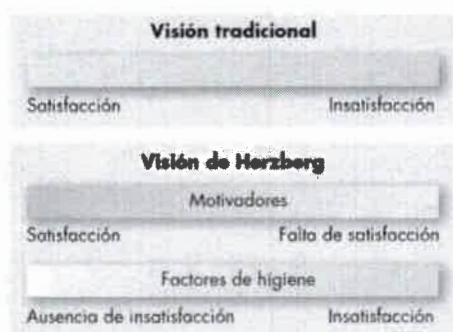 Visión tradicional
Satisfacción Insatisfacción
Visión de Herzberg
Motivadores
Satisfacción Falta de satisfacción
Factores de higiene
Ausencia de insatisfacción Insatisfacción